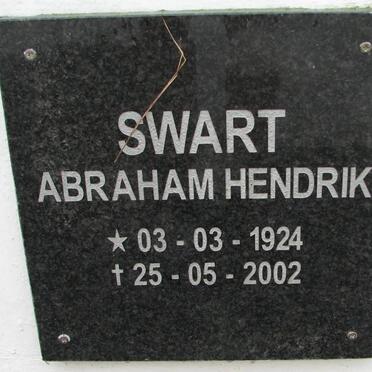 SWART
ABRAHAM HENDRIK
★ 03 - 03 - 1924
† 25 - 05 - 2002